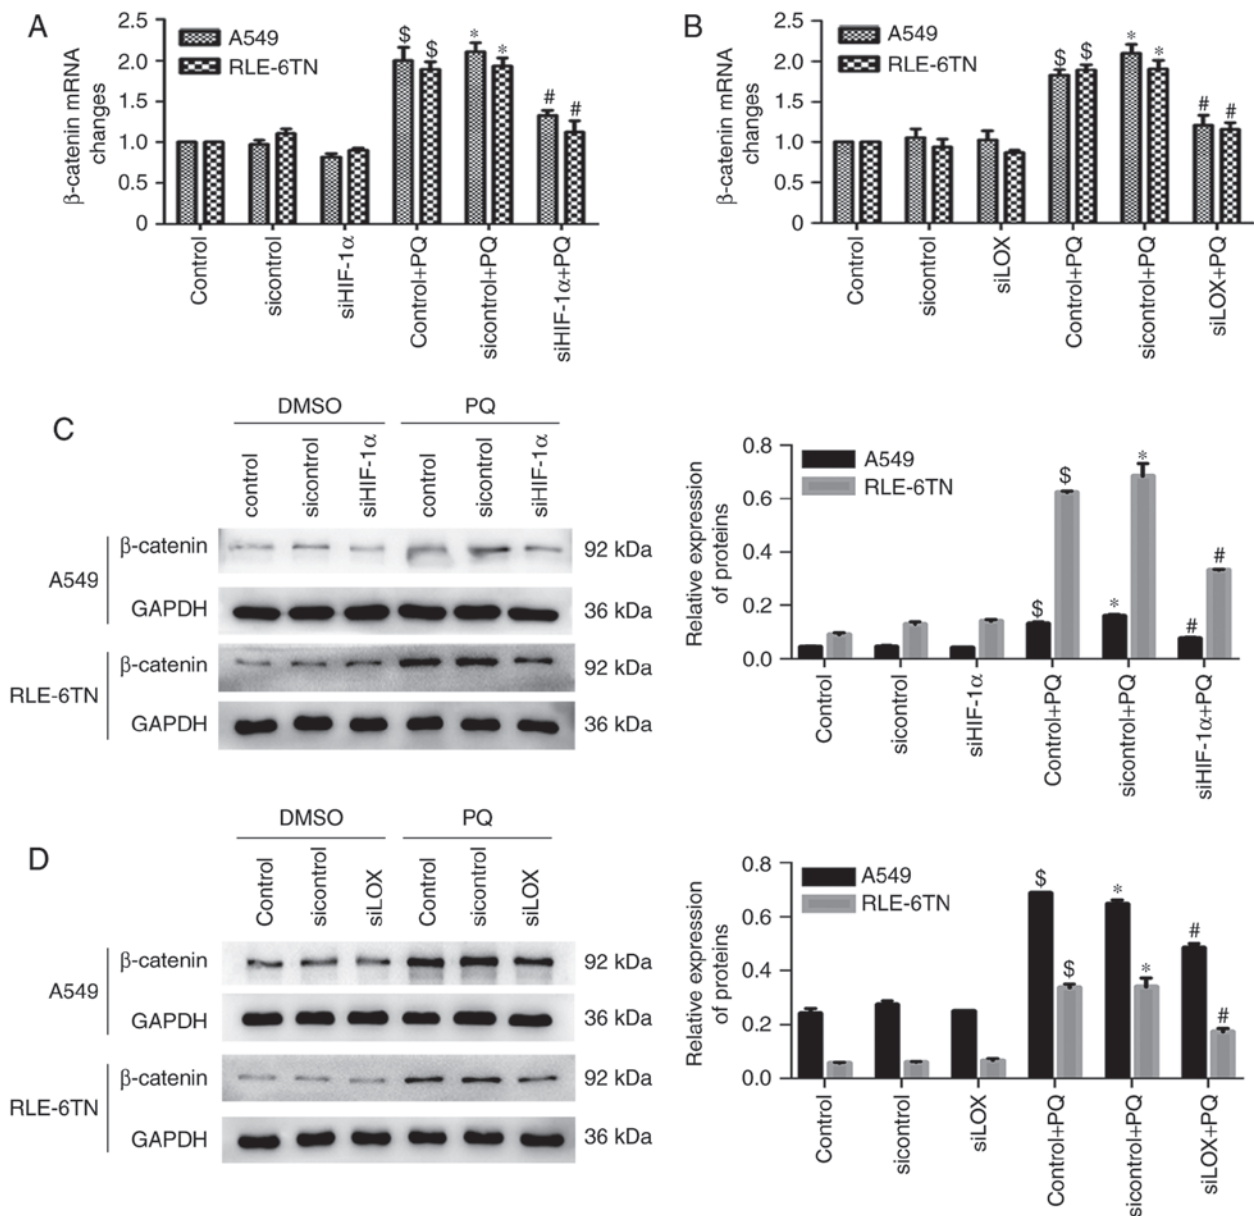 A
β-catenin mRNA
changes
2.5
2.0
1.5
1.0
0.5
0
A549
RLE-6TN
$ $ * * # #
Control
sicontrol
siHIF-1α
Control+PQ
sicontrol+PQ
siHIF-1α+PQ
B
β-catenin mRNA
changes
2.5
2.0
1.5
1.0
0.5
0
A549
RLE-6TN
$ $ * * # #
Control
sicontrol
siLOX
Control+PQ
sicontrol+PQ
siLOX+PQ
C
DMSO PQ
control
sicontrol
siHIF-1α
control
sicontrol
siHIF-1α
A549
β-catenin 92 kDa
GAPDH 36 kDa
RLE-6TN
β-catenin 92 kDa
GAPDH 36 kDa
Relative expression
of proteins
0.8
0.6
0.4
0.2
0.0
A549
RLE-6TN
$ $ * * # #
Control
sicontrol
siHIF-1α
Control+PQ
sicontrol+PQ
siHIF-1α+PQ
D
DMSO PQ
Control
sicontrol
siLOX
Control
sicontrol
siLOX
A549
β-catenin 92 kDa
GAPDH 36 kDa
RLE-6TN
β-catenin 92 kDa
GAPDH 36 kDa
Relative expression
of proteins
0.8
0.6
0.4
0.2
0.0
A549
RLE-6TN
$ $ * * # #
Control
sicontrol
siLOX
Control+PQ
sicontrol+PQ
siLOX+PQ